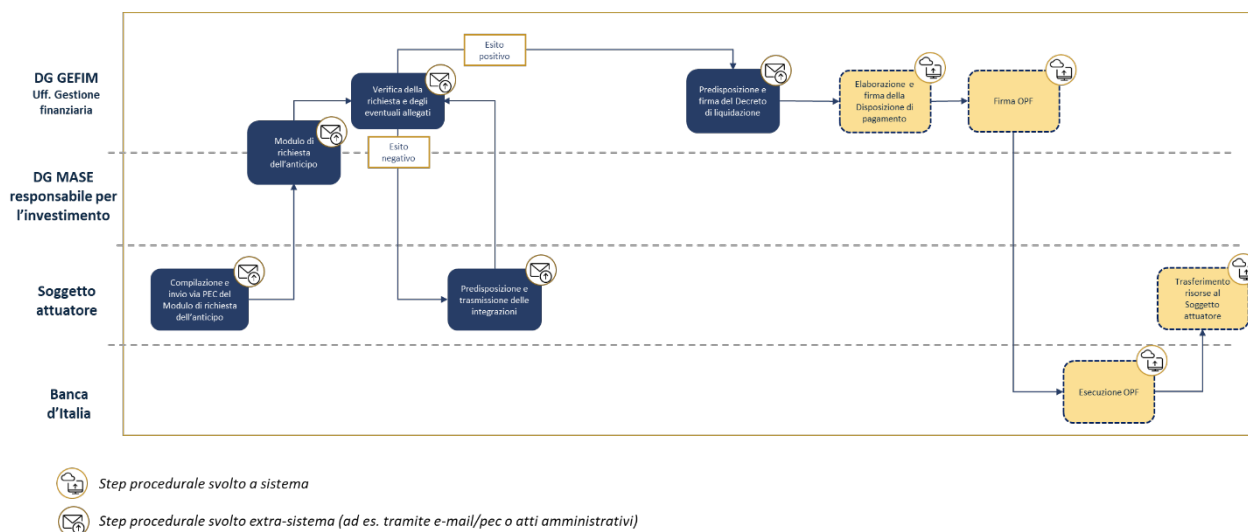 DG GEFIM
Uff. Gestione
finanziaria
Esito
positivo
Verifica della
richiesta e degli
eventuali allegati
Predisposizione e
firma del Decreto
di liquidazione
Elaborazione e
firma della
Disposizione di
pagamento
Firma OPF
Modulo di
richiesta
dell'anticipo
Esito
negativo
DG MASE
responsabile per
l'investimento
Soggetto
attuatore
Compilazione e
invio via PEC del
Modulo di richiesta
dell'anticipo
Predisposizione e
trasmissione delle
integrazioni
Trasferimento
risorse al
Soggetto
attuatore
Banca
d'Italia
Esecuzione OPF
Step procedurale svolto a sistema
Step procedurale svolto extra-sistema (ad es. tramite e-mail/pec o atti amministrativi)